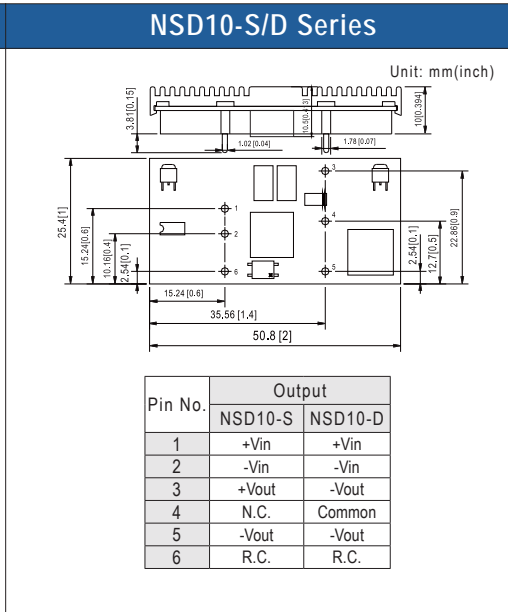 NSD10-S/D Series
Unit: mm(inch)
3.81[0.15]
10.5[0.413]
10[0.394]
1.02 [0.04]
1.78 [0.07]
25.4[1]
15.24[0.6]
10.16[0.4]
2.54[0.1]
1
2
6
3
4
5
2.54[0.1]
12.7[0.5]
22.86[0.9]
15.24 [0.6]
35.56 [1.4]
50.8 [2]
Pin No. Output
NSD10-S NSD10-D
1 +Vin +Vin
2 -Vin -Vin
3 +Vout -Vout
4 N.C. Common
5 -Vout -Vout
6 R.C. R.C.